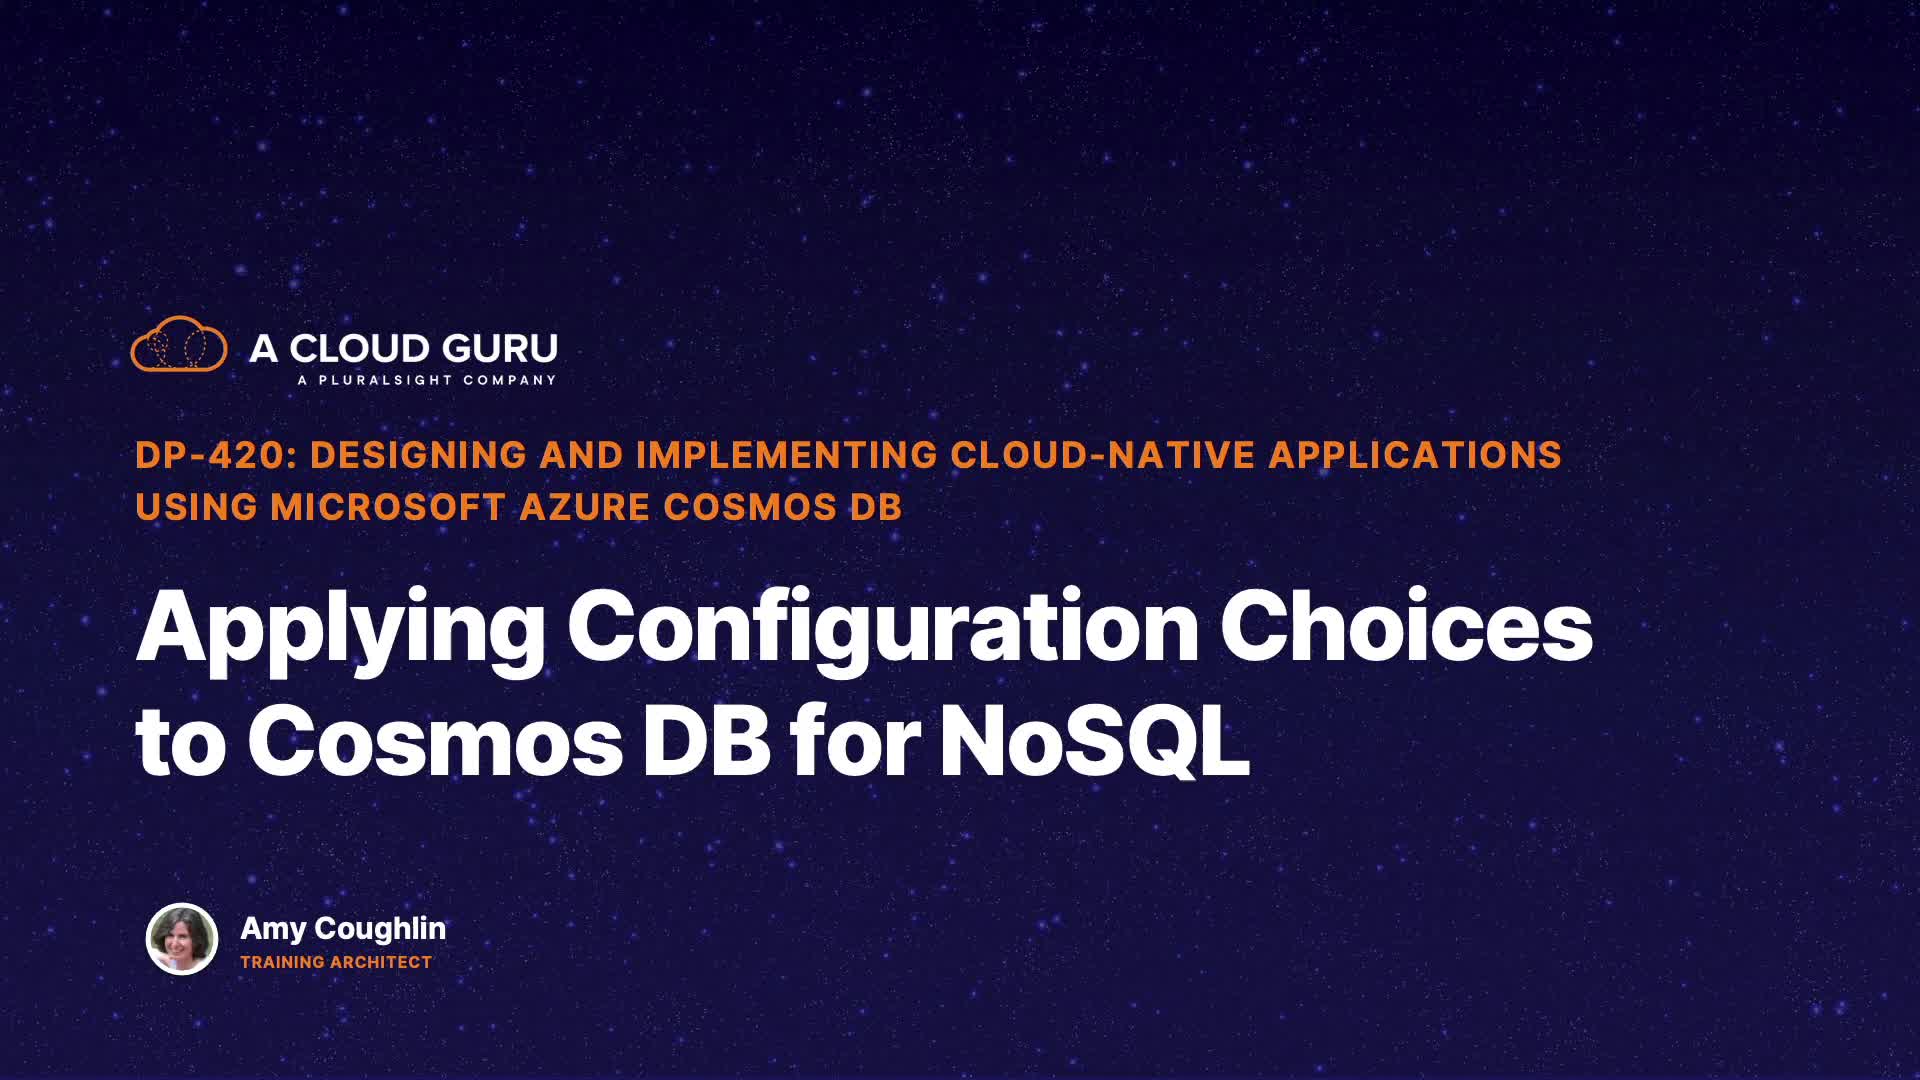 A CLOUD GURU
A PLURALSIGHT COMPANY
DP-420: DESIGNING AND IMPLEMENTING CLOUD-NATIVE APPLICATIONS
USING MICROSOFT AZURE COSMOS DB
Applying Configuration Choices
to Cosmos DB for NoSQL
Amy Coughlin
TRAINING ARCHITECT